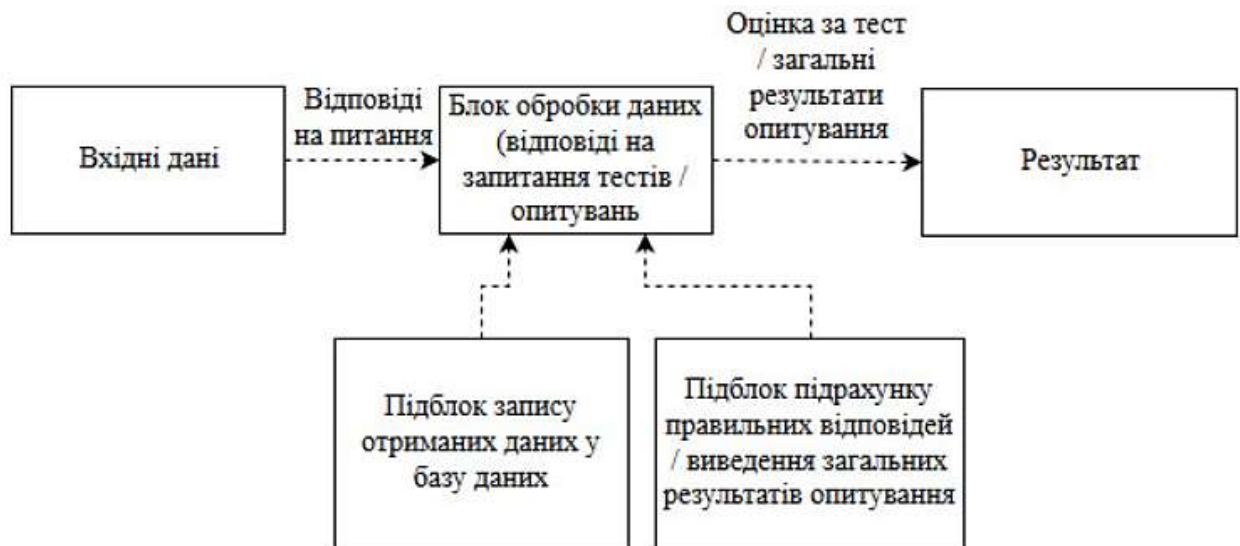 Вхідні дані
Відповіді
на питання
Блок обробки даних
(відповіді на
запитання тестів /
опитувань
Оцінка за тест
/ загальні
результати
опитування
Результат
Підблок запису
отриманих даних у
базу даних
Підблок підрахунку
правильних відповідей
/ виведення загальних
результатів опитування